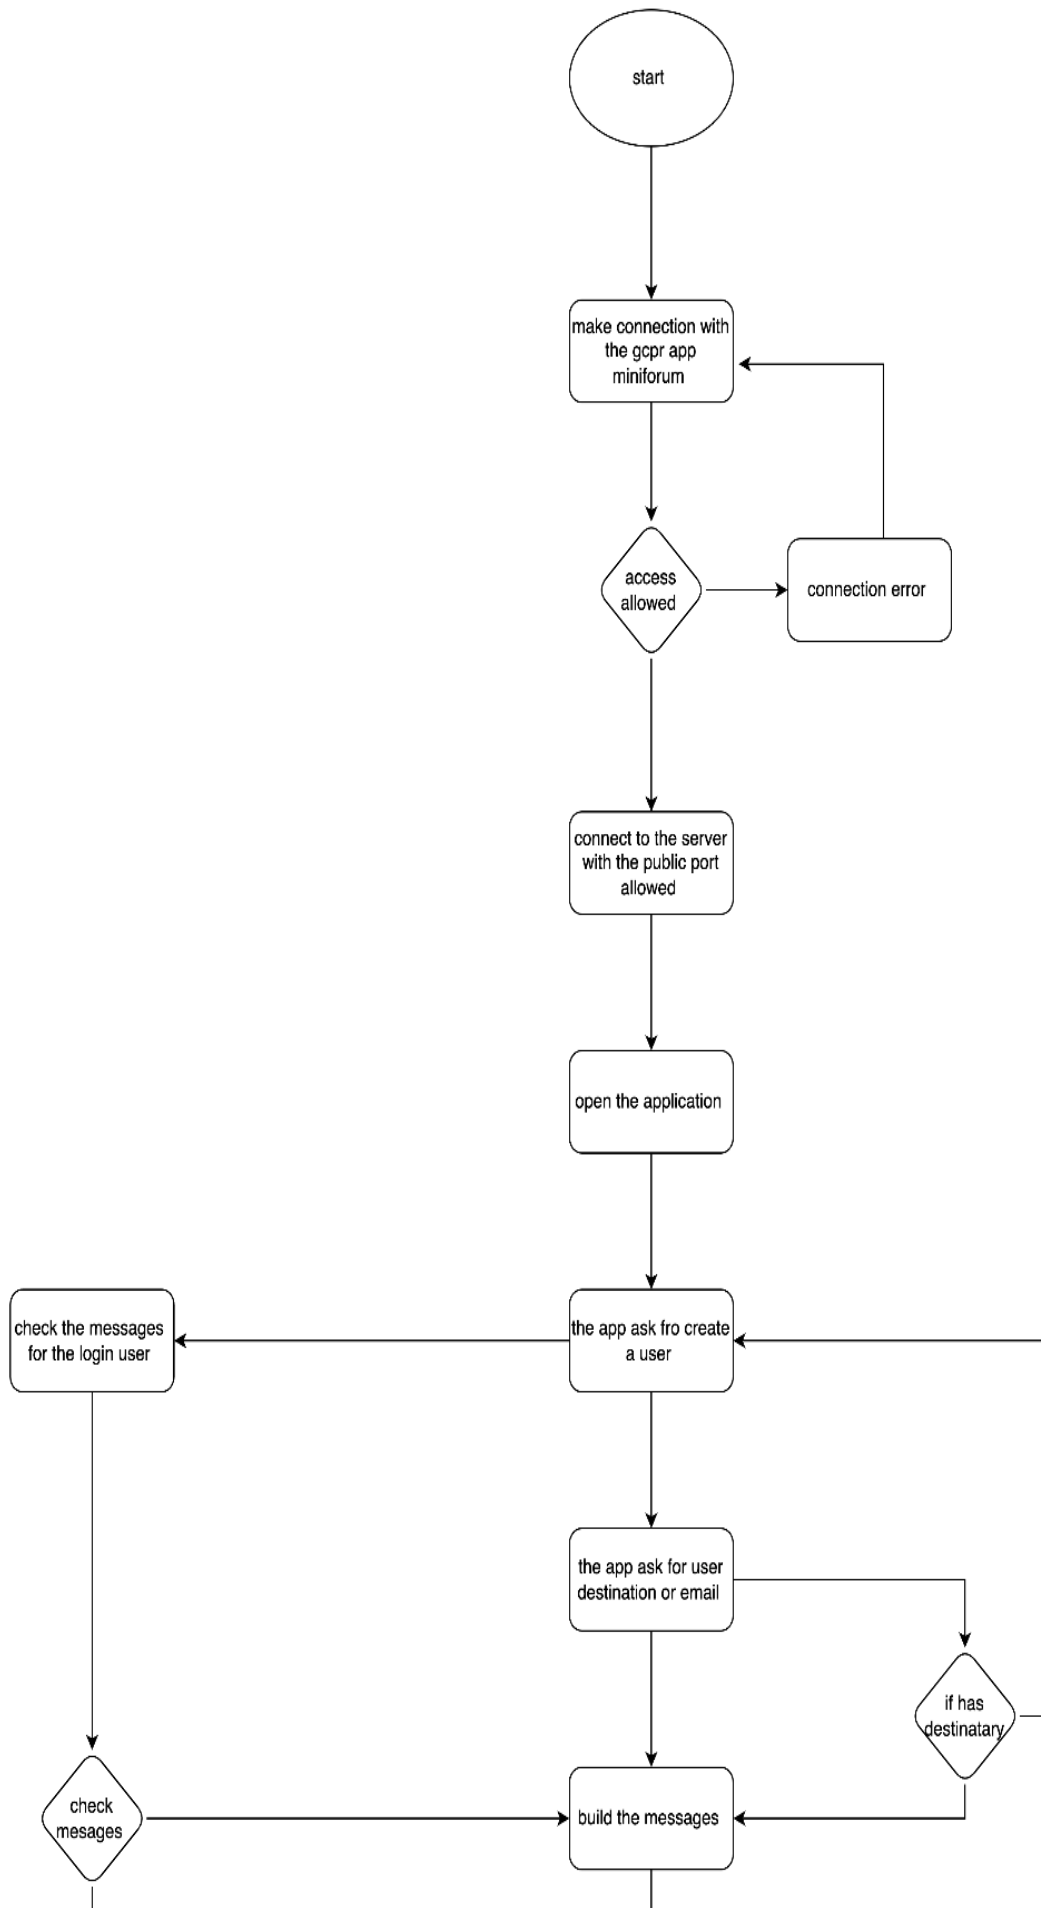 start
make connection with
the gcpr app
miniforum
access
allowed
connection error
connect to the server
with the public port
allowed
open the application
check the messages
for the login user
the app ask fro create
a user
the app ask for user
destination or email
if has
destinatary
check
mesages
build the messages